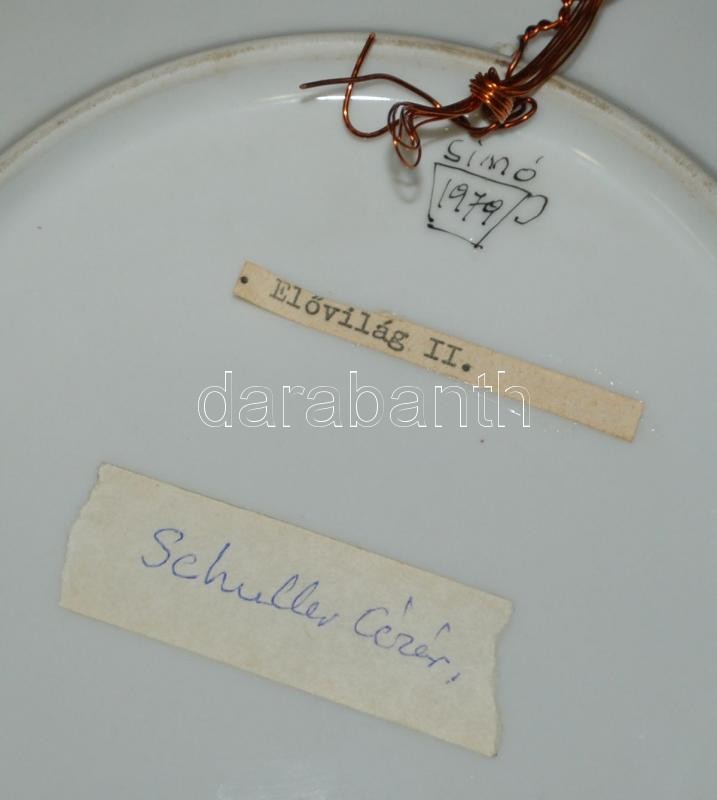 Simó
1979
Elővilág II.
darabanth
Schuller Cézár,